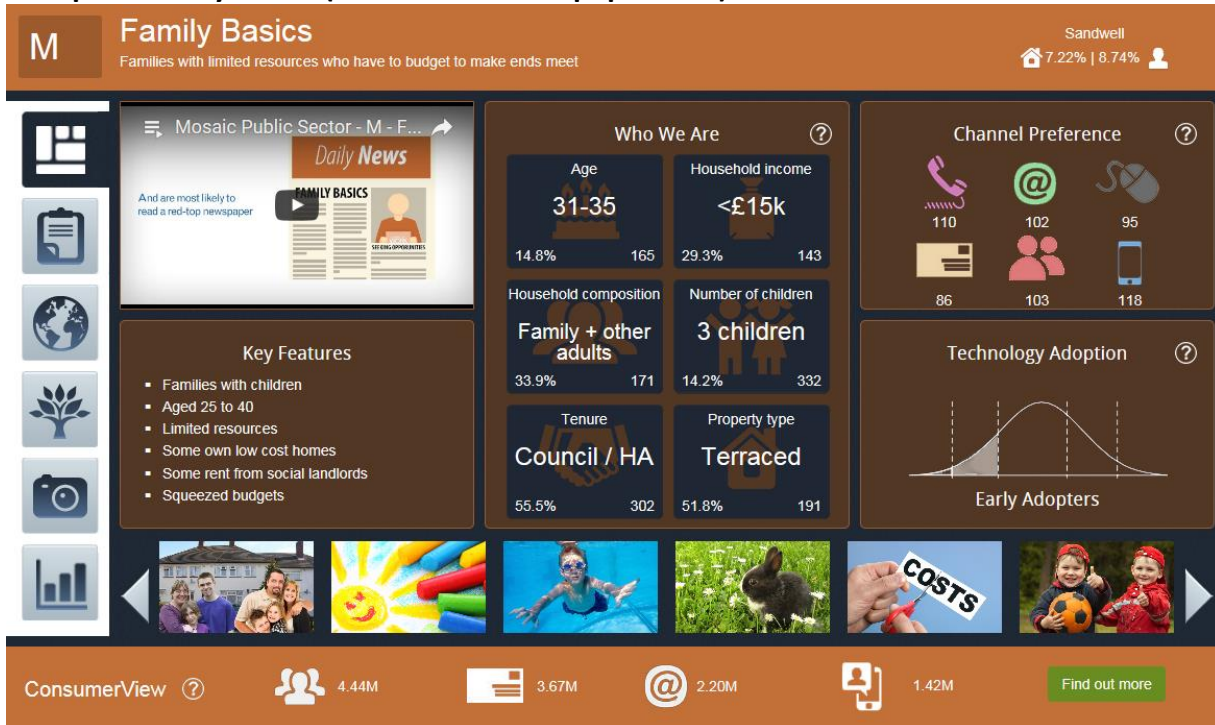 M
Family Basics
Families with limited resources who have to budget to make ends meet
Sandwell
7.22% | 8.74%
Mosaic Public Sector - M - F...
Daily News
And are most likely to
read a red-top newspaper
FAMILY BASICS
SEEKING OPPORTUNITIES
Key Features
Families with children
Aged 25 to 40
Limited resources
Some own low cost homes
Some rent from social landlords
Squeezed budgets
Who We Are ?
Age
31-35
14.8% 165
Household income
<£15k
29.3% 143
Household composition
Family + other
adults
33.9% 171
Number of children
3 children
14.2% 332
Tenure
Council / HA
55.5% 302
Property type
Terraced
51.8% 191
Channel Preference ?
110 102 95
86 103 118
Technology Adoption ?
Early Adopters
COSTS
ConsumerView ? 4.44M 3.67M @ 2.20M 1.42M Find out more